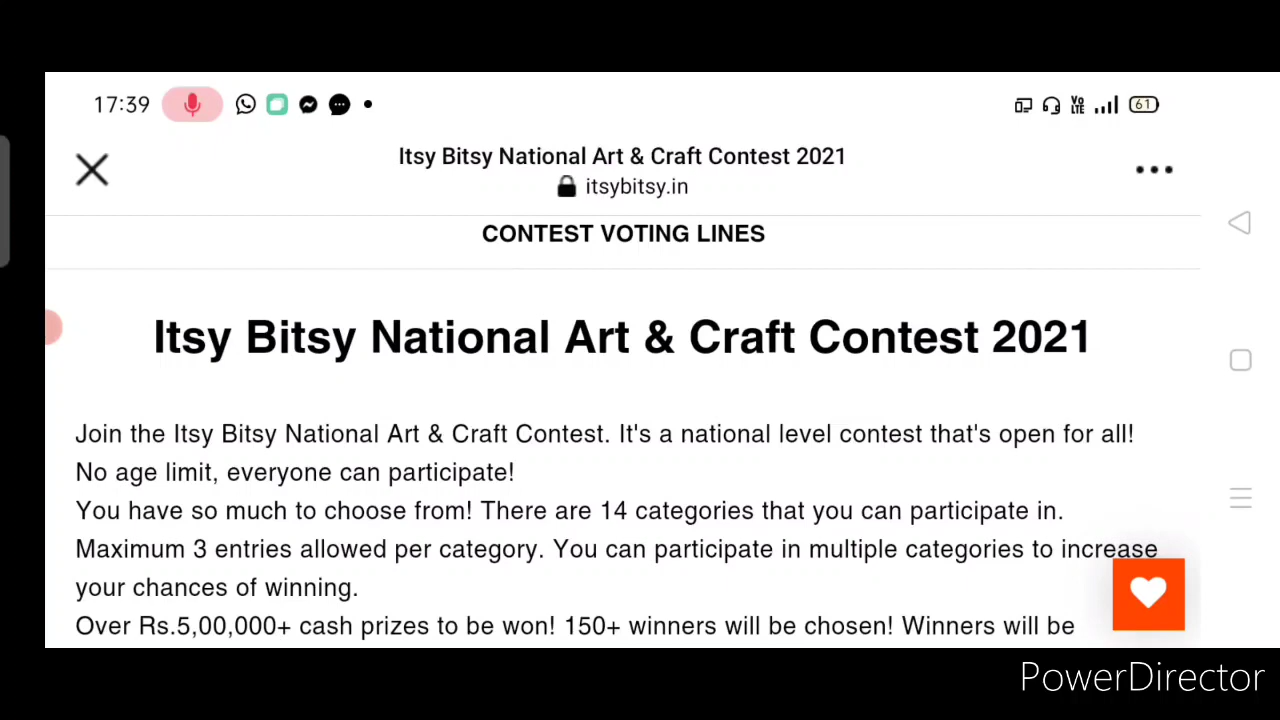 17:39
Vo LTE
61
Itsy Bitsy National Art & Craft Contest 2021
itsybitsy.in
CONTEST VOTING LINES
Itsy Bitsy National Art & Craft Contest 2021
Join the Itsy Bitsy National Art & Craft Contest. It's a national level contest that's open for all!
No age limit, everyone can participate!
You have so much to choose from! There are 14 categories that you can participate in.
Maximum 3 entries allowed per category. You can participate in multiple categories to increase
your chances of winning.
Over Rs.5,00,000+ cash prizes to be won! 150+ winners will be chosen! Winners will be
PowerDirector